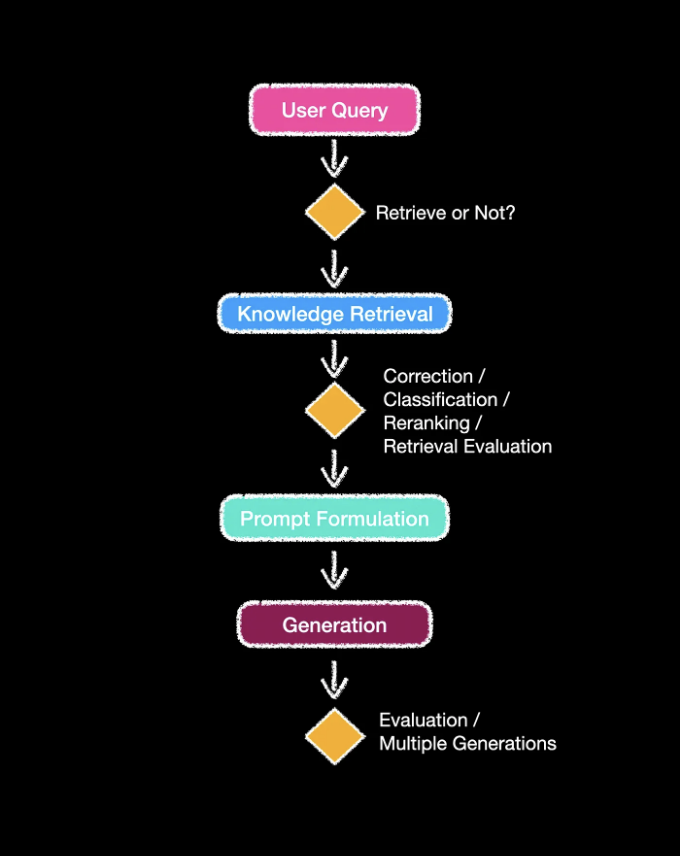 User Query
Retrieve or Not?
Knowledge Retrieval
Correction /
Classification /
Reranking /
Retrieval Evaluation
Prompt Formulation
Generation
Evaluation /
Multiple Generations